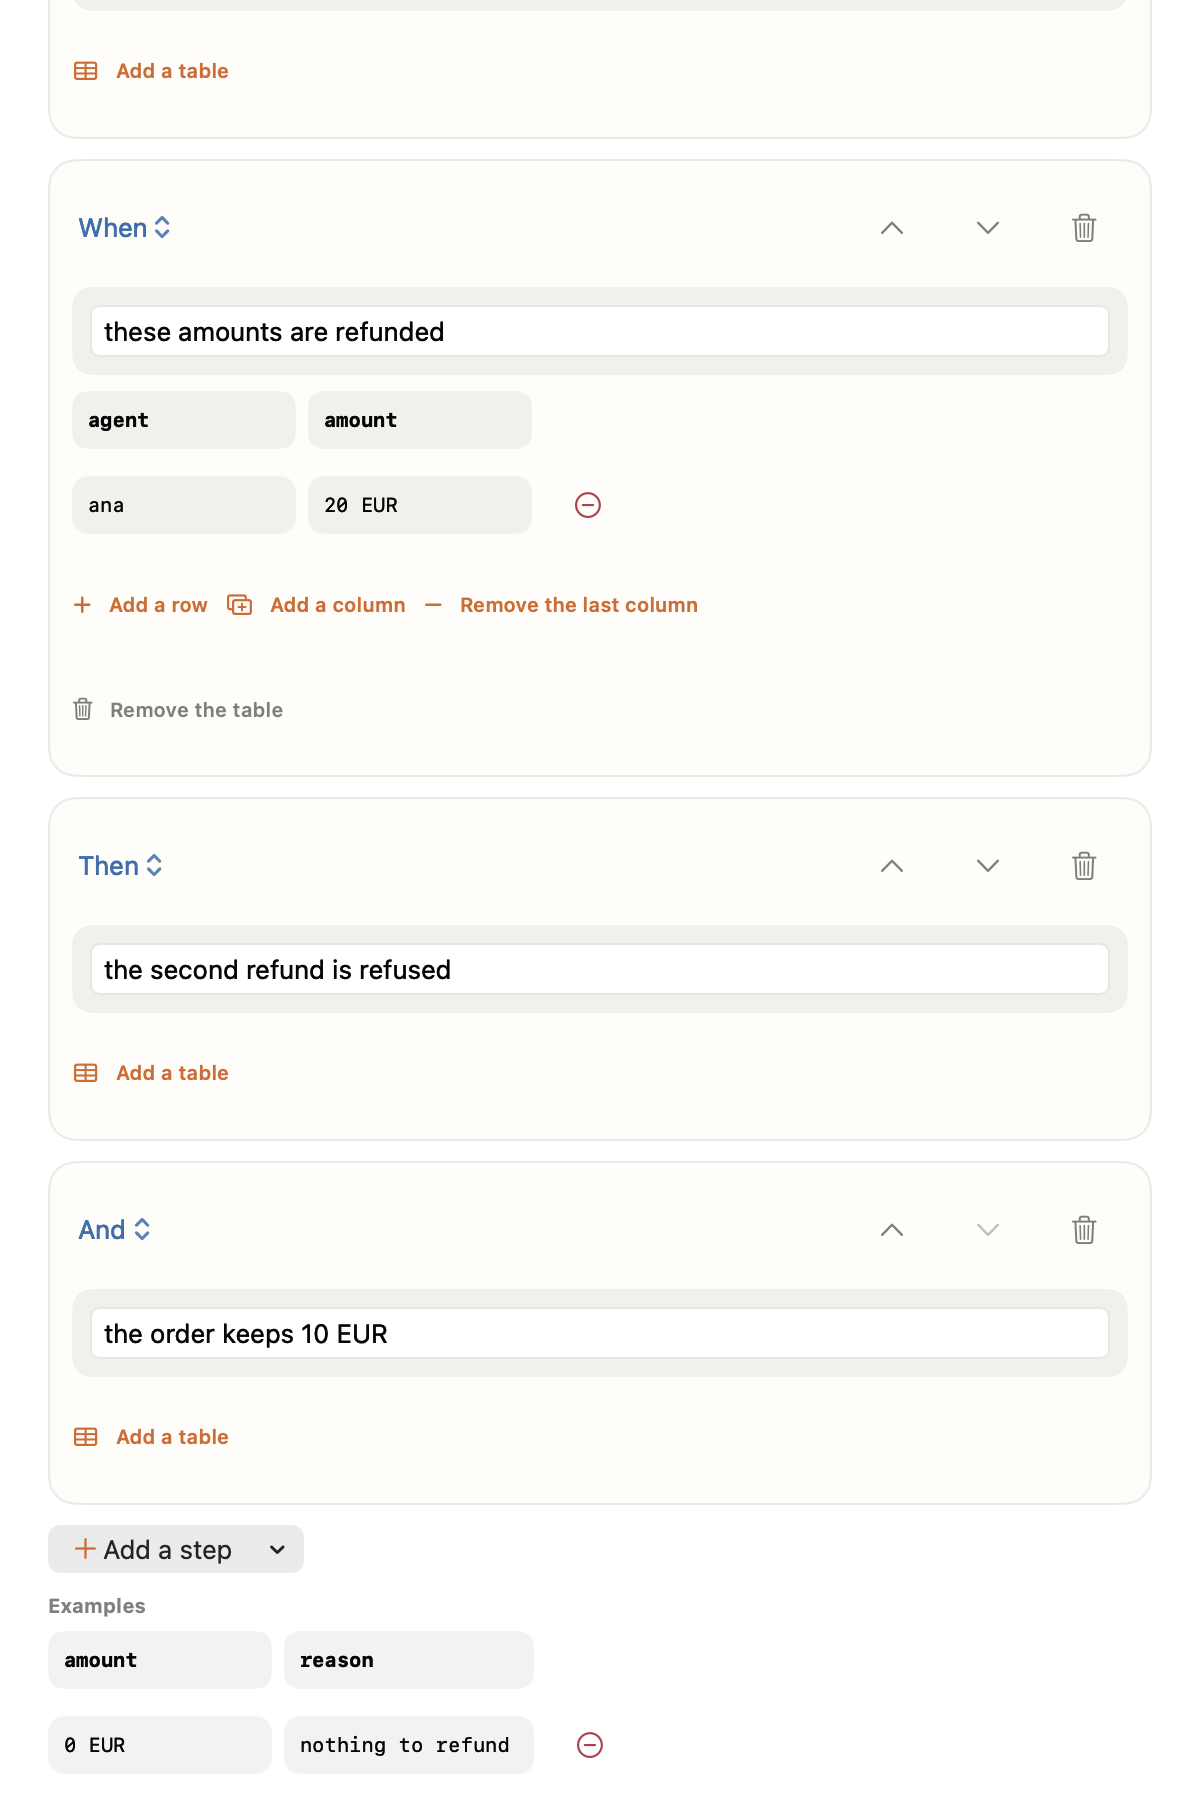 Add a table
When
these amounts are refunded
agent amount
ana 20 EUR
Add a row Add a column Remove the last column
Remove the table
Then
the second refund is refused
Add a table
And
the order keeps 10 EUR
Add a table
Add a step
Examples
amount reason
0 EUR nothing to refund